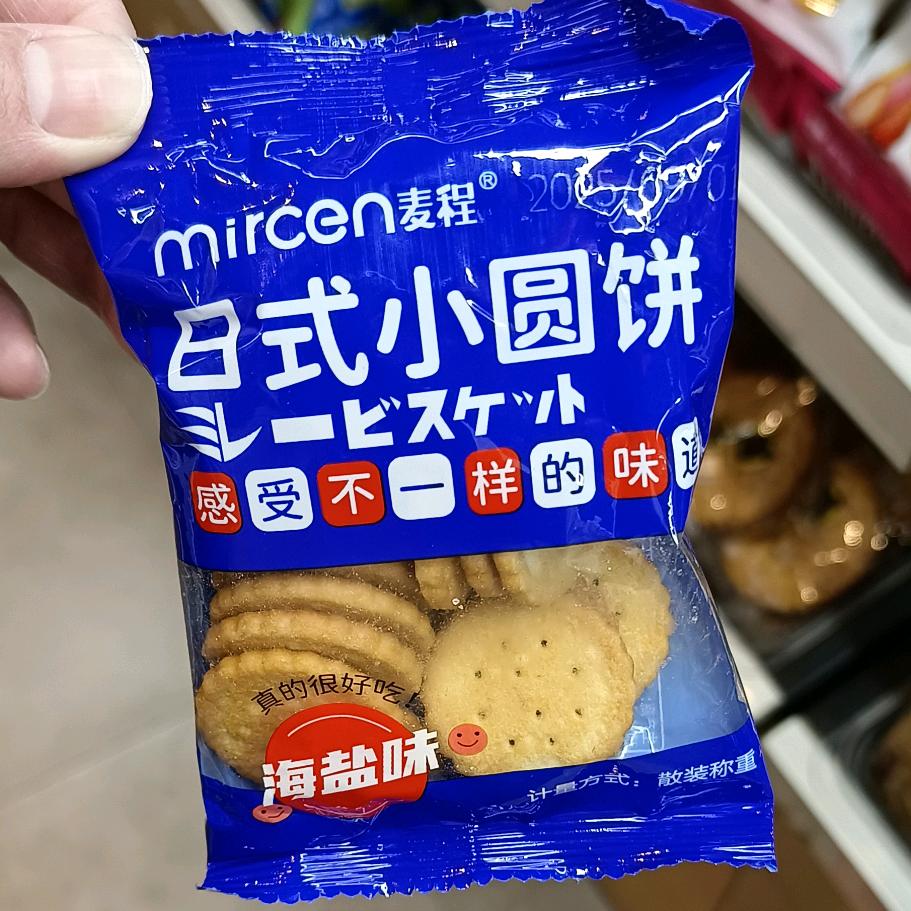 mircen麦程®
日式小圆饼
ミレービスケット
感受不一样的味道
真的很好吃!
海盐味
计量方式：散装称重